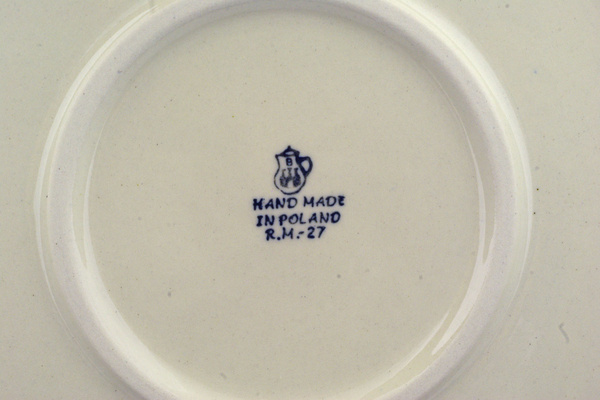 B
HAND MADE
IN POLAND
R.M.-27